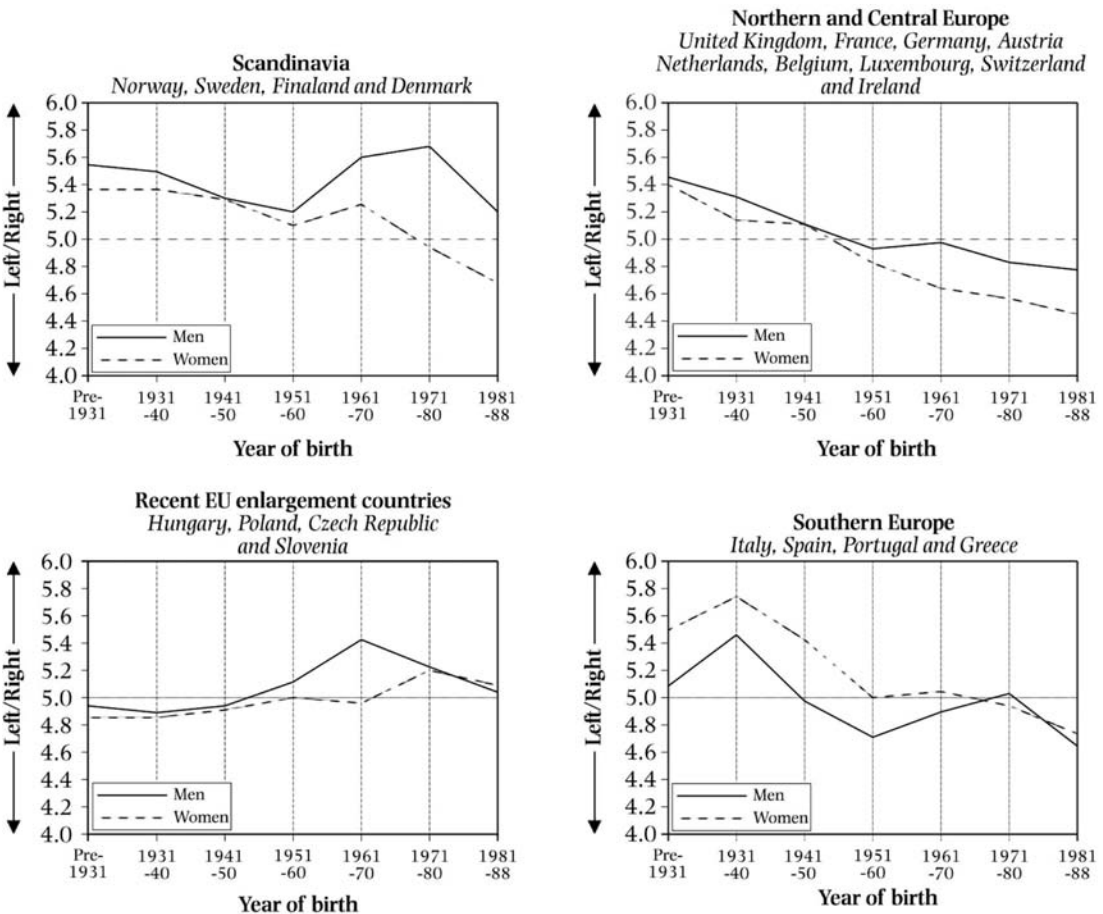 Scandinavia
Norway, Sweden, Finaland and Denmark
6.0
5.8
5.6
5.4
5.2
5.0
4.8
4.6
4.4
4.2
4.0
Left/Right
Men
Women
Pre-1931
1931-40
1941-50
1951-60
1961-70
1971-80
1981-88
Year of birth
Northern and Central Europe
United Kingdom, France, Germany, Austria
Netherlands, Belgium, Luxembourg, Switzerland
and Ireland
6.0
5.8
5.6
5.4
5.2
5.0
4.8
4.6
4.4
4.2
4.0
Left/Right
Men
Women
Pre-1931
1931-40
1941-50
1951-60
1961-70
1971-80
1981-88
Year of birth
Recent EU enlargement countries
Hungary, Poland, Czech Republic
and Slovenia
6.0
5.8
5.6
5.4
5.2
5.0
4.8
4.6
4.4
4.2
4.0
Left/Right
Men
Women
Pre-1931
1931-40
1941-50
1951-60
1961-70
1971-80
1981-88
Year of birth
Southern Europe
Italy, Spain, Portugal and Greece
6.0
5.8
5.6
5.4
5.2
5.0
4.8
4.6
4.4
4.2
4.0
Left/Right
Men
Women
Pre-1931
1931-40
1941-50
1951-60
1961-70
1971-80
1981-88
Year of birth